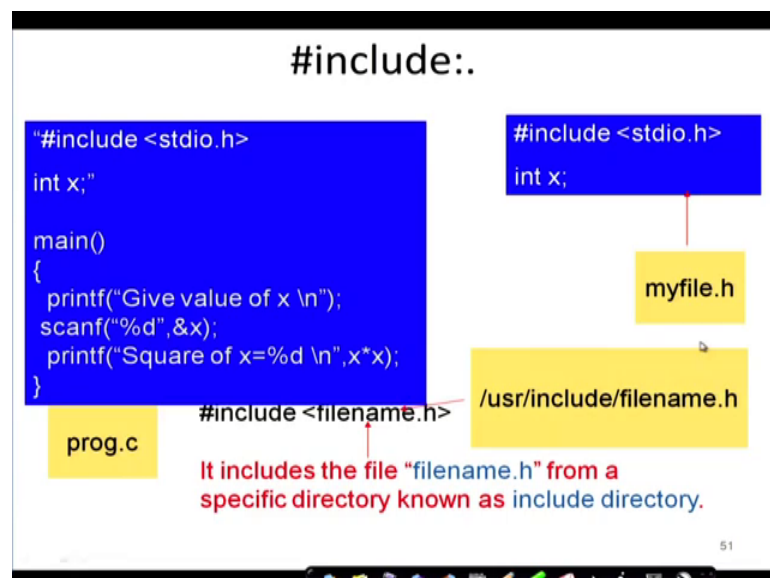 #include:.
“#include <stdio.h>
int x;”
main()
{
printf(“Give value of x \n”);
scanf(“%d”,&x);
printf(“Square of x=%d \n”,x*x);
}
prog.c
#include <stdio.h>
int x;
myfile.h
/usr/include/filename.h
#include <filename.h>
It includes the file “filename.h” from a
specific directory known as include directory.
51